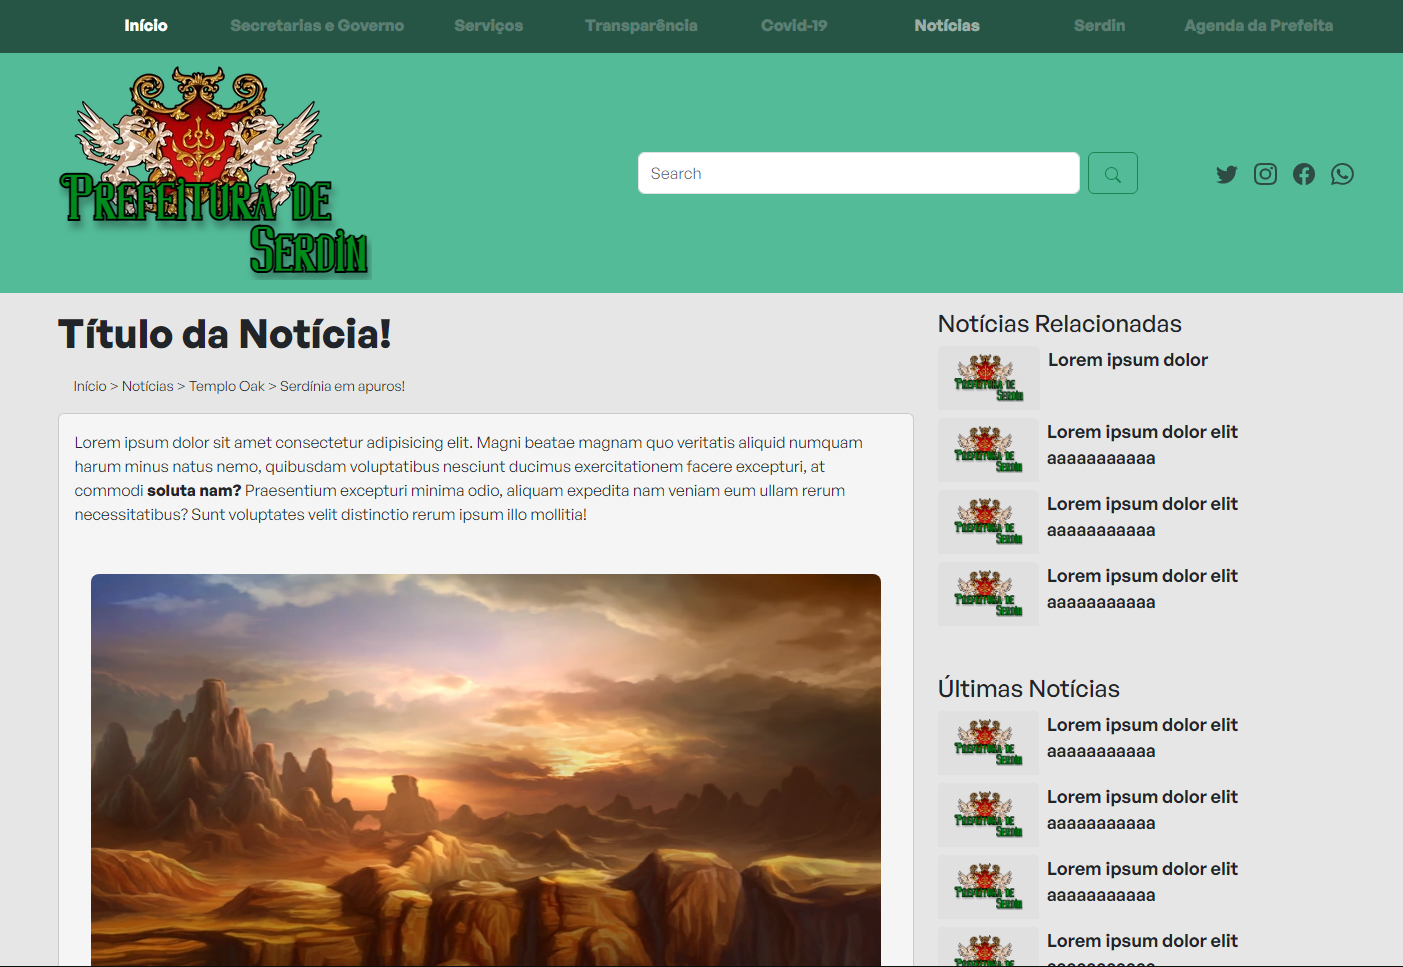 Início Secretarias e Governo Serviços Transparência Covid-19 Notícias Serdin Agenda da Prefeita
PREFEITURA DE
SERDIN
Search
Título da Notícia!
Início > Notícias > Templo Oak > Serdínia em apuros!
Lorem ipsum dolor sit amet consectetur adipisicing elit. Magni beatae magnam quo veritatis aliquid numquam
harum minus natus nemo, quibusdam voluptatibus nesciunt ducimus exercitationem facere excepturi, at
commodi soluta nam? Praesentium excepturi minima odio, aliquam expedita nam veniam eum ullam rerum
necessitatibus? Sunt voluptates velit distinctio rerum ipsum illo mollitia!
Notícias Relacionadas
PREFEITURA DE
SERDIN
Lorem ipsum dolor
PREFEITURA DE
SERDIN
Lorem ipsum dolor elit
aaaaaaaaaaa
PREFEITURA DE
SERDIN
Lorem ipsum dolor elit
aaaaaaaaaaa
PREFEITURA DE
SERDIN
Lorem ipsum dolor elit
aaaaaaaaaaa
Últimas Notícias
PREFEITURA DE
SERDIN
Lorem ipsum dolor elit
aaaaaaaaaaa
PREFEITURA DE
SERDIN
Lorem ipsum dolor elit
aaaaaaaaaaa
PREFEITURA DE
SERDIN
Lorem ipsum dolor elit
aaaaaaaaaaa
PREFEITURA DE
SERDIN
Lorem ipsum dolor elit